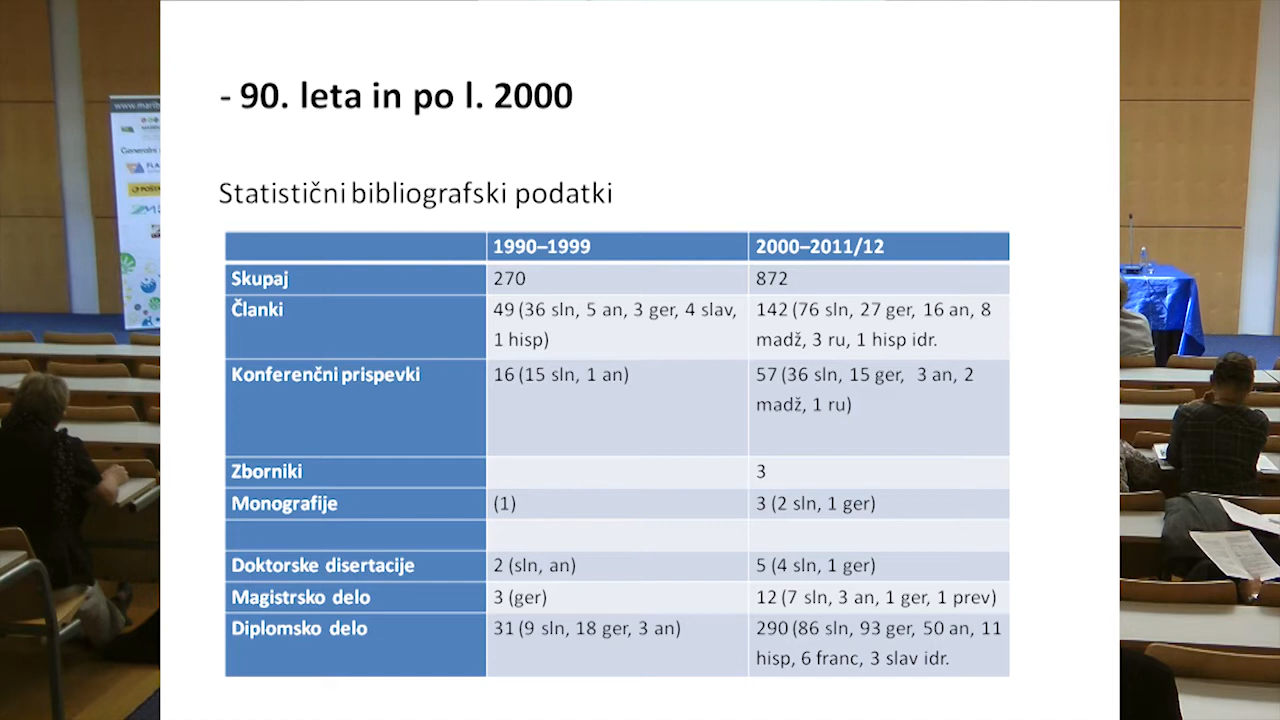 - 90. leta in po l. 2000
Statistični bibliografski podatki
1990–1999 2000–2011/12
Skupaj 270 872
Članki 49 (36 sln, 5 an, 3 ger, 4 slav, 1 hisp) 142 (76 sln, 27 ger, 16 an, 8 madž, 3 ru, 1 hisp idr.
Konferenčni prispevki 16 (15 sln, 1 an) 57 (36 sln, 15 ger, 3 an, 2 madž, 1 ru)
Zborniki 3
Monografije (1) 3 (2 sln, 1 ger)
Doktorske disertacije 2 (sln, an) 5 (4 sln, 1 ger)
Magistrsko delo 3 (ger) 12 (7 sln, 3 an, 1 ger, 1 prev)
Diplomsko delo 31 (9 sln, 18 ger, 3 an) 290 (86 sln, 93 ger, 50 an, 11 hisp, 6 franc, 3 slav idr.